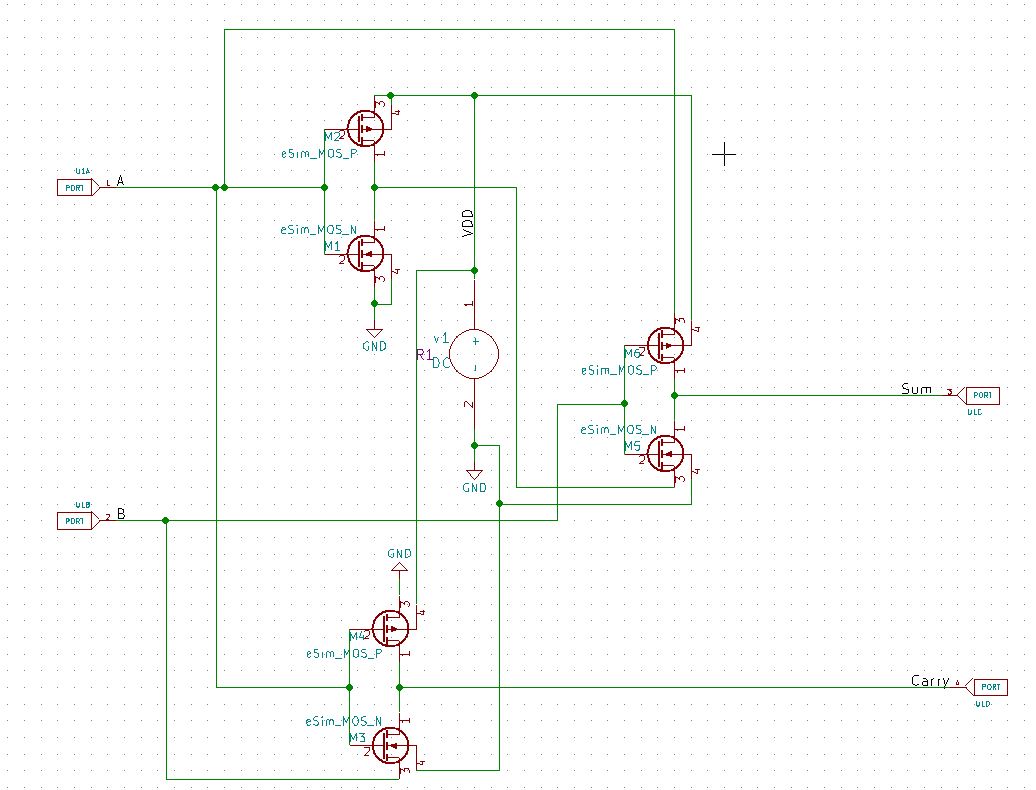 U1A
PORT
1
A
3
4
M2
2
eSim_MOS_P
1
eSim_MOS_N
1
M1
2
4
3
GND
VDD
1
v1
+
R1
DC
-
2
GND
3
4
M6
2
eSim_MOS_P
1
Sum
3
PORT
U1C
eSim_MOS_N
1
M5
2
4
3
U1B
PORT
2
B
GND
3
4
M4
2
eSim_MOS_P
1
Carry
4
PORT
U1D
eSim_MOS_N
1
M3
2
4
3